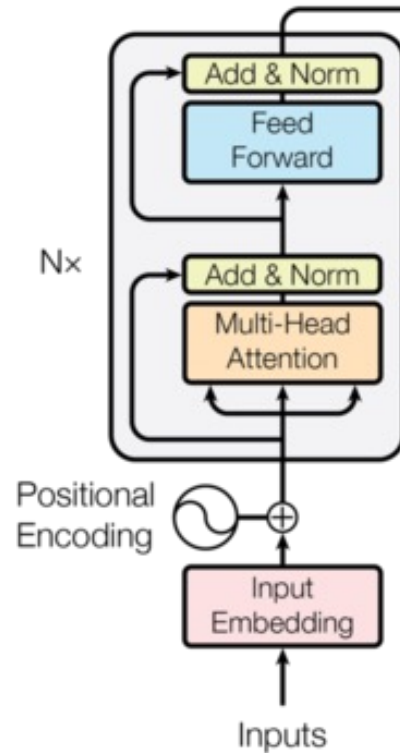 Add & Norm
Feed
Forward
Nx
Add & Norm
Multi-Head
Attention
Positional
Encoding
Input
Embedding
Inputs